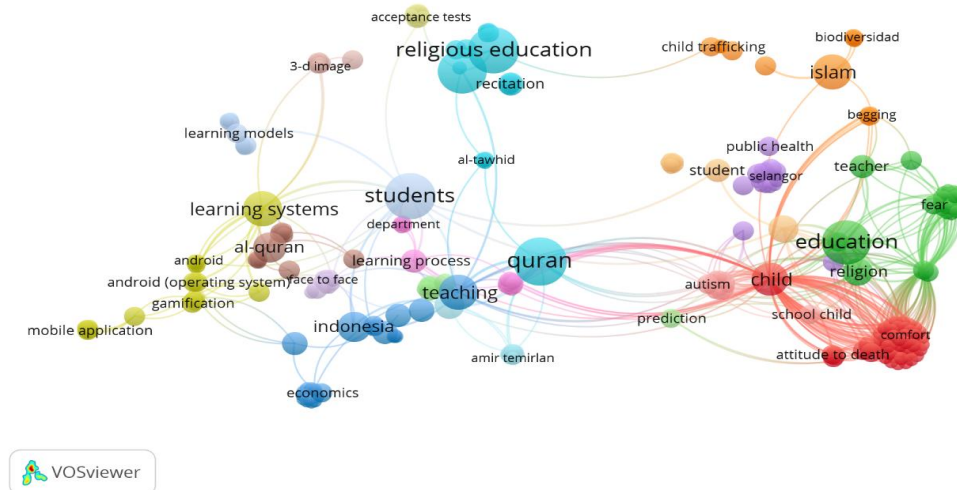 acceptance tests
religious education
3-d image
recitation
child trafficking
biodiversidad
islam
learning models
al-tawhid
begging
public health
student
selangor
teacher
students
learning systems
department
fear
al-quran
learning process
quran
education
android
android (operating system)
face to face
teaching
autism
child
religion
gamification
mobile application
indonesia
prediction
school child
comfort
amir temirlan
attitude to death
economics
VOSviewer